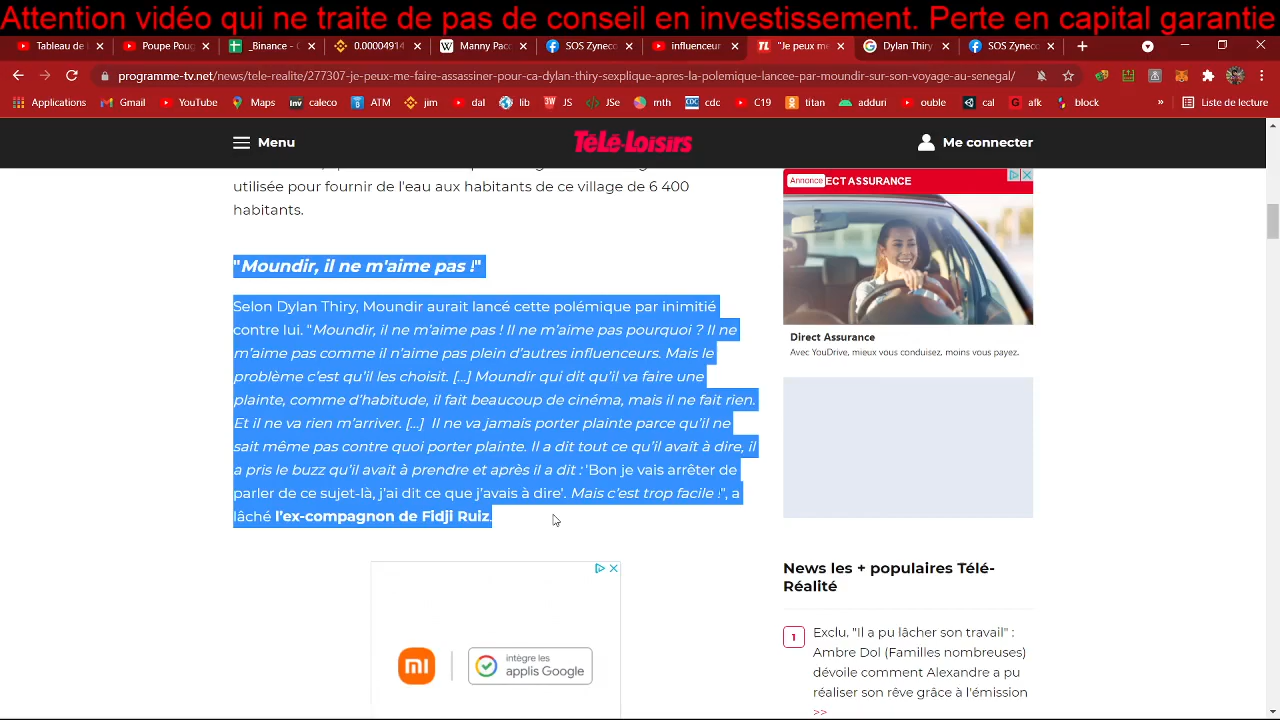 Attention vidéo qui ne traite de pas de conseil en investissement. Perte en capital garantie
Tableau de l
Poupe Poug
_Binance - C
0.00004914
Manny Pacq
SOS Zyneco
influenceur
"Je peux me
Dylan Thiry
SOS Zyneco
programme-tv.net/news/tele-realite/277307-je-peux-me-faire-assassiner-pour-ca-dylan-thiry-sexplique-apres-la-polemique-lancee-par-moundir-sur-son-voyage-au-senegal/
Applications
Gmail
YouTube
Maps
caleco
ATM
jim
dal
lib
JS
JSe
mth
cdc
C19
titan
adduri
ouble
cal
afk
block
»
Liste de lecture
Menu
TéLé-Loisirs
Me connecter
utilisée pour fournir de l'eau aux habitants de ce village de 6 400
habitants.
"Moundir, il ne m'aime pas !"
Selon Dylan Thiry, Moundir aurait lancé cette polémique par inimitié
contre lui. "Moundir, il ne m'aime pas ! Il ne m'aime pas pourquoi ? Il ne
m'aime pas comme il n'aime pas plein d'autres influenceurs. Mais le
problème c'est qu'il les choisit. [...] Moundir qui dit qu'il va faire une
plainte, comme d'habitude, il fait beaucoup de cinéma, mais il ne fait rien.
Et il ne va rien m'arriver. [...] Il ne va jamais porter plainte parce qu'il ne
sait même pas contre quoi porter plainte. Il a dit tout ce qu'il avait à dire, il
a pris le buzz qu'il avait à prendre et après il a dit : 'Bon je vais arrêter de
parler de ce sujet-là, j'ai dit ce que j'avais à dire'. Mais c'est trop facile !", a
lâché l'ex-compagnon de Fidji Ruiz.
Annonce
ECT ASSURANCE
Direct Assurance
Avec YouDrive, mieux vous conduisez, moins vous payez.
News les + populaires Télé-
Réalité
1
Exclu. "Il a pu lâcher son travail" :
Ambre Dol (Familles nombreuses)
dévoile comment Alexandre a pu
réaliser son rêve grâce à l'émission
>>
intègre les
applis Google